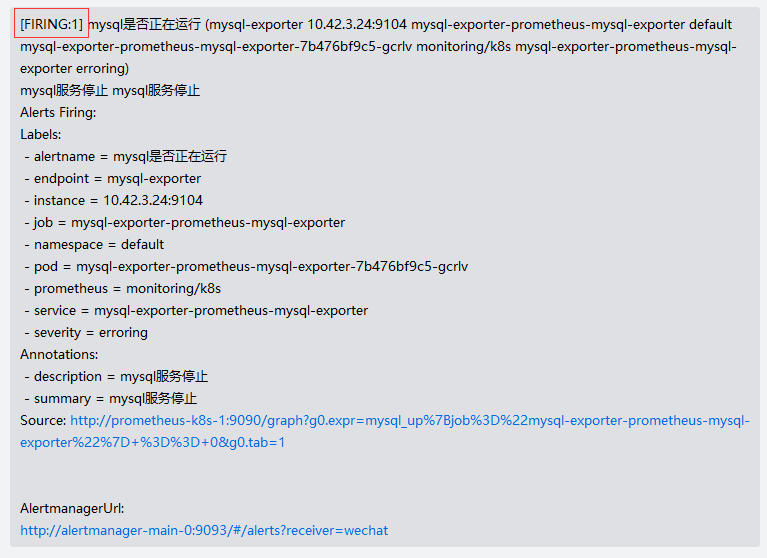 [FIRING:1] mysql是否正在运行 (mysql-exporter 10.42.3.24:9104 mysql-exporter-prometheus-mysql-exporter default
mysql-exporter-prometheus-mysql-exporter-7b476bf9c5-gcrlv monitoring/k8s mysql-exporter-prometheus-mysql-
exporter erroring)
mysql服务停止 mysql服务停止
Alerts Firing:
Labels:
- alertname = mysql是否正在运行
- endpoint = mysql-exporter
- instance = 10.42.3.24:9104
- job = mysql-exporter-prometheus-mysql-exporter
- namespace = default
- pod = mysql-exporter-prometheus-mysql-exporter-7b476bf9c5-gcrlv
- prometheus = monitoring/k8s
- service = mysql-exporter-prometheus-mysql-exporter
- severity = erroring
Annotations:
- description = mysql服务停止
- summary = mysql服务停止
Source: http://prometheus-k8s-1:9090/graph?g0.expr=mysql_up%7Bjob%3D%22mysql-exporter-prometheus-mysql-
exporter%22%7D+%3D%3D+0&g0.tab=1
AlertmanagerUrl:
http://alertmanager-main-0:9093/#/alerts?receiver=wechat